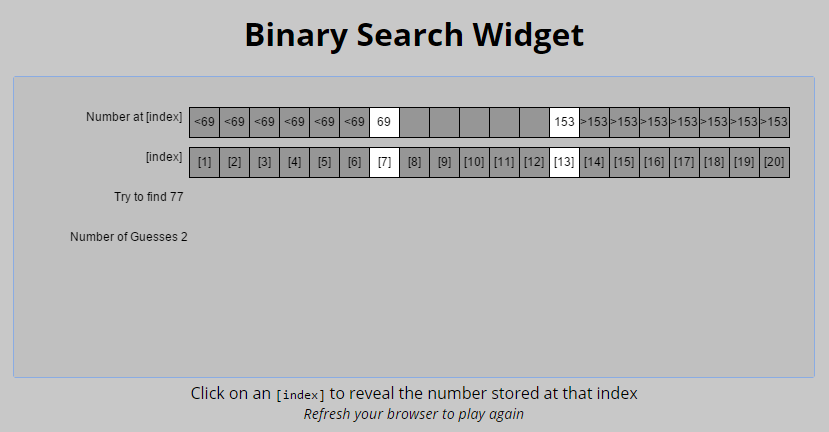 Binary Search Widget
Number at [index] <69 <69 <69 <69 <69 <69 69 153 >153 >153 >153 >153 >153 >153 >153
[index] [1] [2] [3] [4] [5] [6] [7] [8] [9] [10] [11] [12] [13] [14] [15] [16] [17] [18] [19] [20]
Try to find 77
Number of Guesses 2
Click on an [index] to reveal the number stored at that index
Refresh your browser to play again